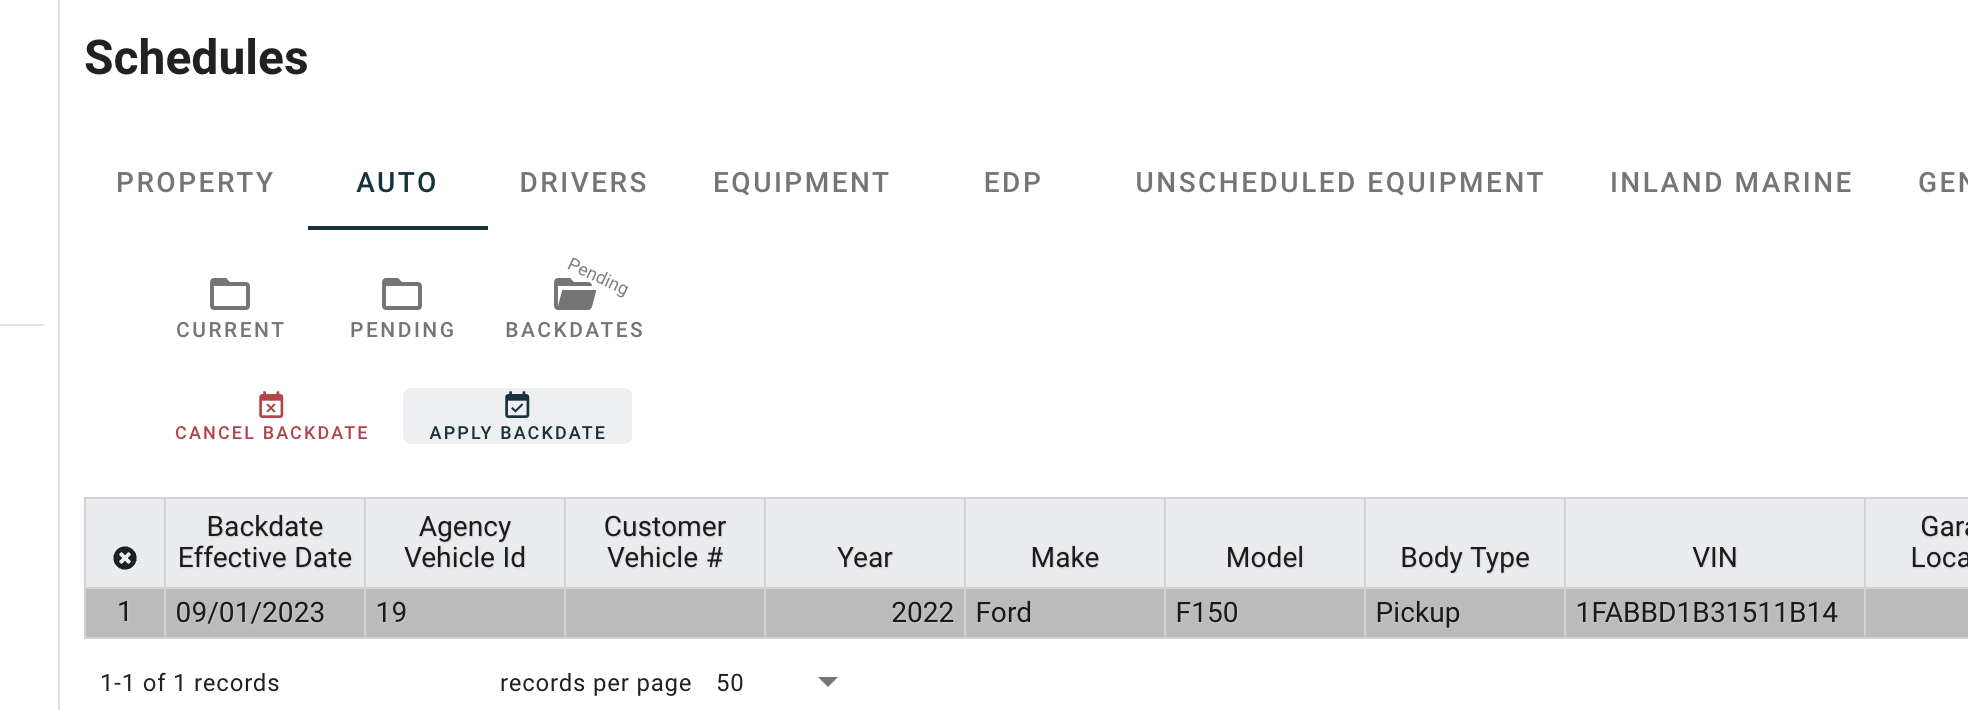 Schedules
PROPERTY AUTO DRIVERS EQUIPMENT EDP UNSCHEDULED EQUIPMENT INLAND MARINE GEN
Pending
CURRENT PENDING BACKDATES
CANCEL BACKDATE APPLY BACKDATE
Backdate Effective Date Agency Vehicle Id Customer Vehicle # Year Make Model Body Type VIN
1 09/01/2023 19 2022 Ford F150 Pickup 1FABBD1B31511B14
1-1 of 1 records records per page 50